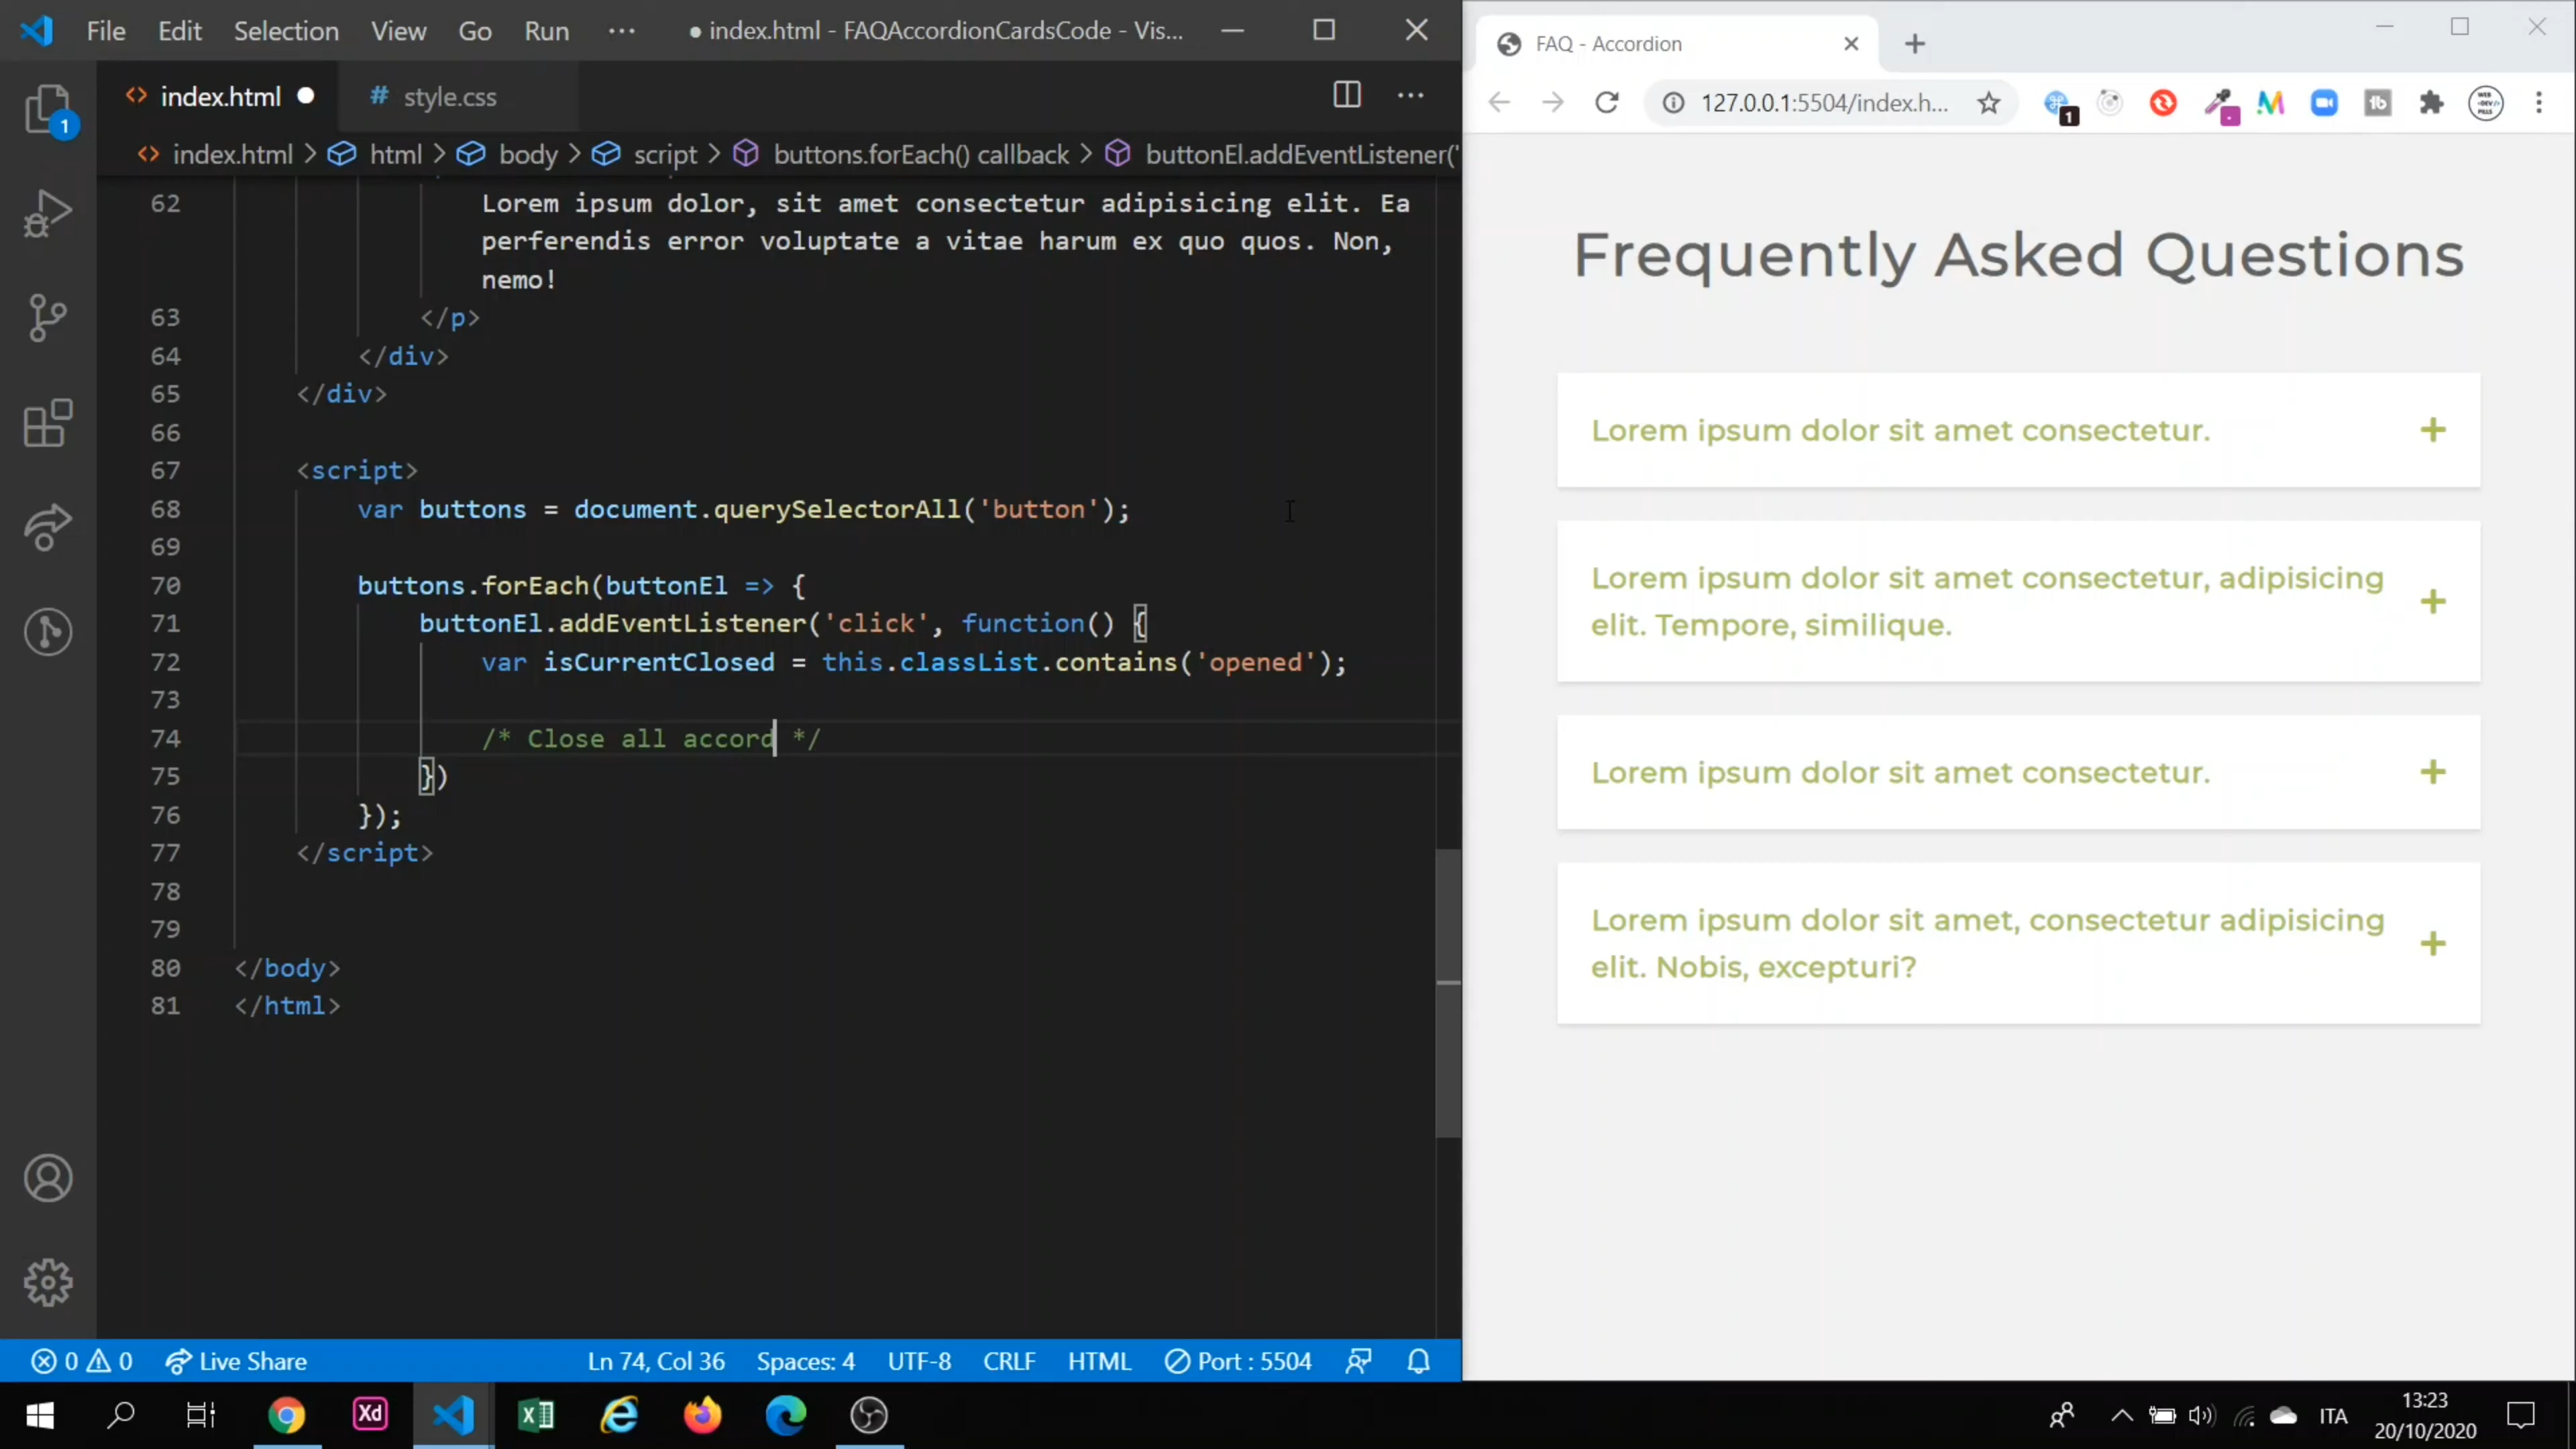 File Edit Selection View Go Run ··· ● index.html - FAQAccordionCardsCode - Vis...
index.html ● # style.css ···
1
<> index.html > html > body > script > buttons.forEach() callback > buttonEl.addEventListener('
62 Lorem ipsum dolor, sit amet consectetur adipisicing elit. Ea
perferendis error voluptate a vitae harum ex quo quos. Non,
nemo!
63 </p>
64 </div>
65 </div>
66
67 <script>
68 var buttons = document.querySelectorAll('button');
69
70 buttons.forEach(buttonEl => {
71 buttonEl.addEventListener('click', function() {
72 var isCurrentClosed = this.classList.contains('opened');
73
74 /* Close all accord */
75 })
76 });
77 </script>
78
79
80 </body>
81 </html>
0 0 Live Share Ln 74, Col 36 Spaces: 4 UTF-8 CRLF HTML Port : 5504
FAQ - Accordion
127.0.0.1:5504/index.h...
1
Frequently Asked Questions
Lorem ipsum dolor sit amet consectetur. +
Lorem ipsum dolor sit amet consectetur, adipisicing
elit. Tempore, similique. +
Lorem ipsum dolor sit amet consectetur. +
Lorem ipsum dolor sit amet, consectetur adipisicing
elit. Nobis, excepturi? +
Xd
ITA
13:23
20/10/2020